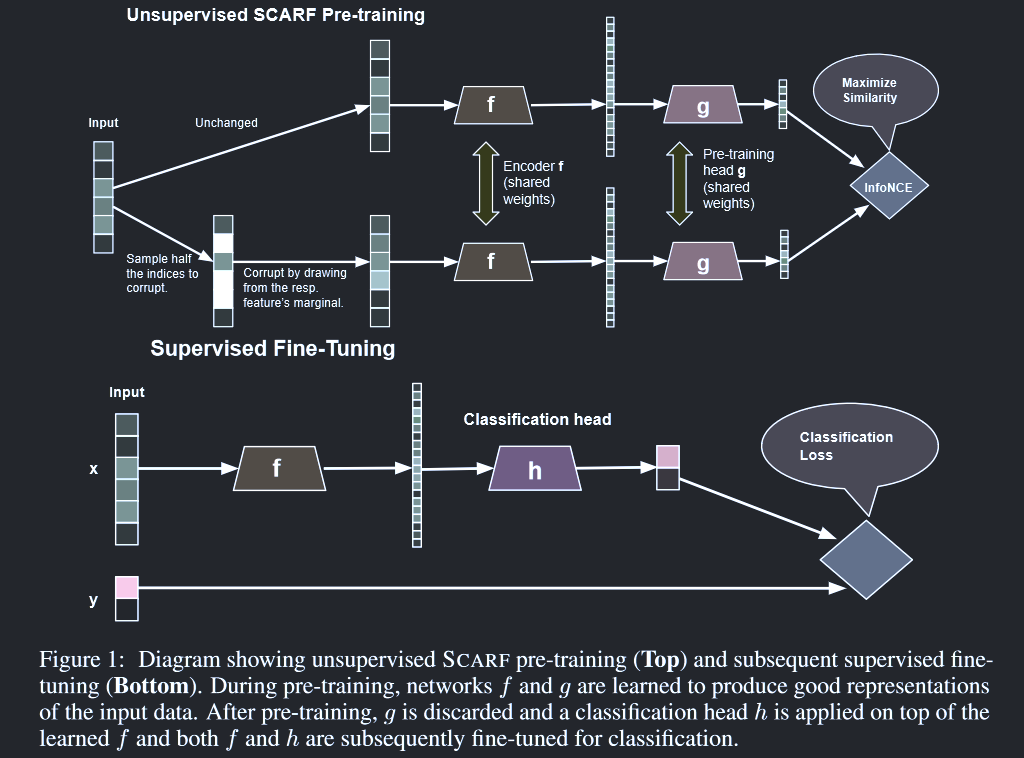 Unsupervised SCARF Pre-training
Input
Unchanged
f
g
Maximize
Similarity
InfoNCE
Encoder f
(shared
weights)
Pre-training
head g
(shared
weights)
Sample half
the indices to
corrupt.
Corrupt by drawing
from the resp.
feature's marginal.
f
g
Supervised Fine-Tuning
Input
x
f
Classification head
h
Classification
Loss
y
Figure 1: Diagram showing unsupervised SCARF pre-training (Top) and subsequent supervised fine-
tuning (Bottom). During pre-training, networks f and g are learned to produce good representations
of the input data. After pre-training, g is discarded and a classification head h is applied on top of the
learned f and both f and h are subsequently fine-tuned for classification.